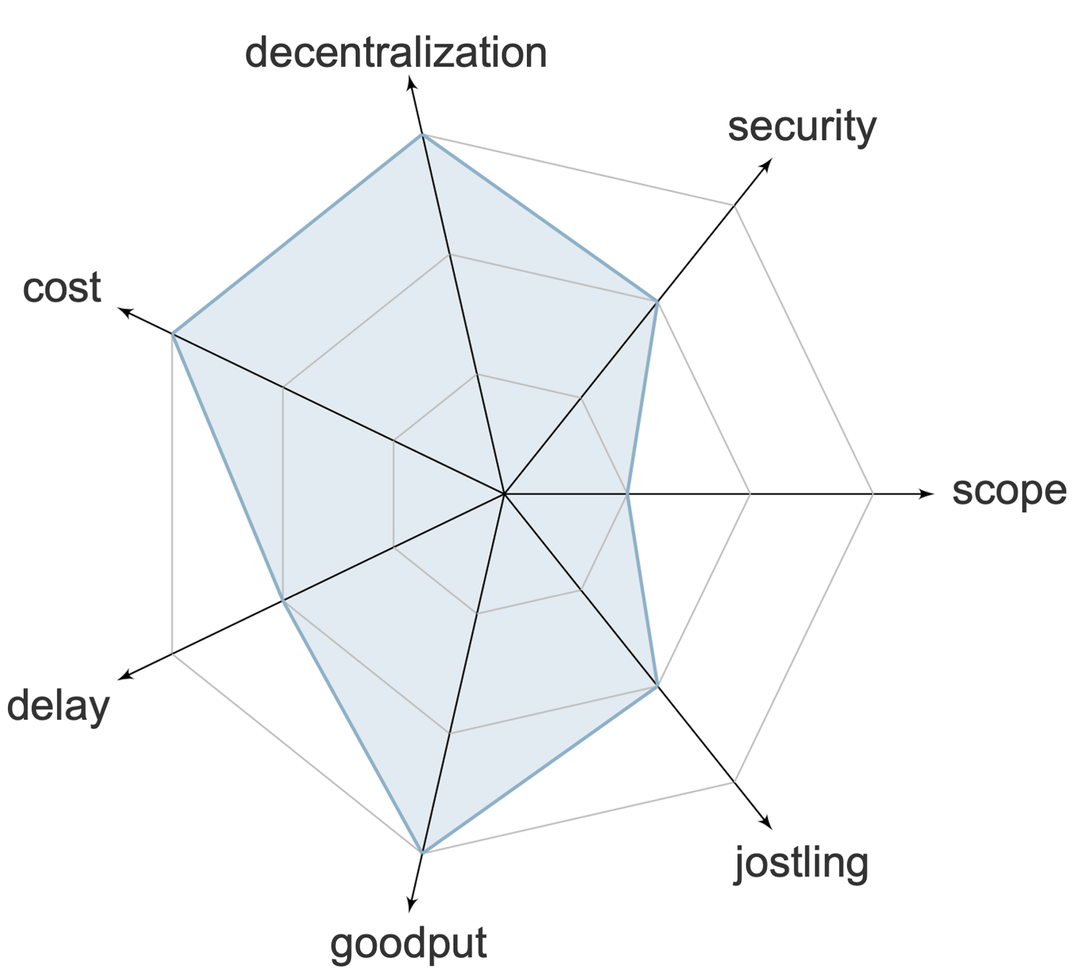 decentralization
security
cost
scope
delay
jostling
goodput